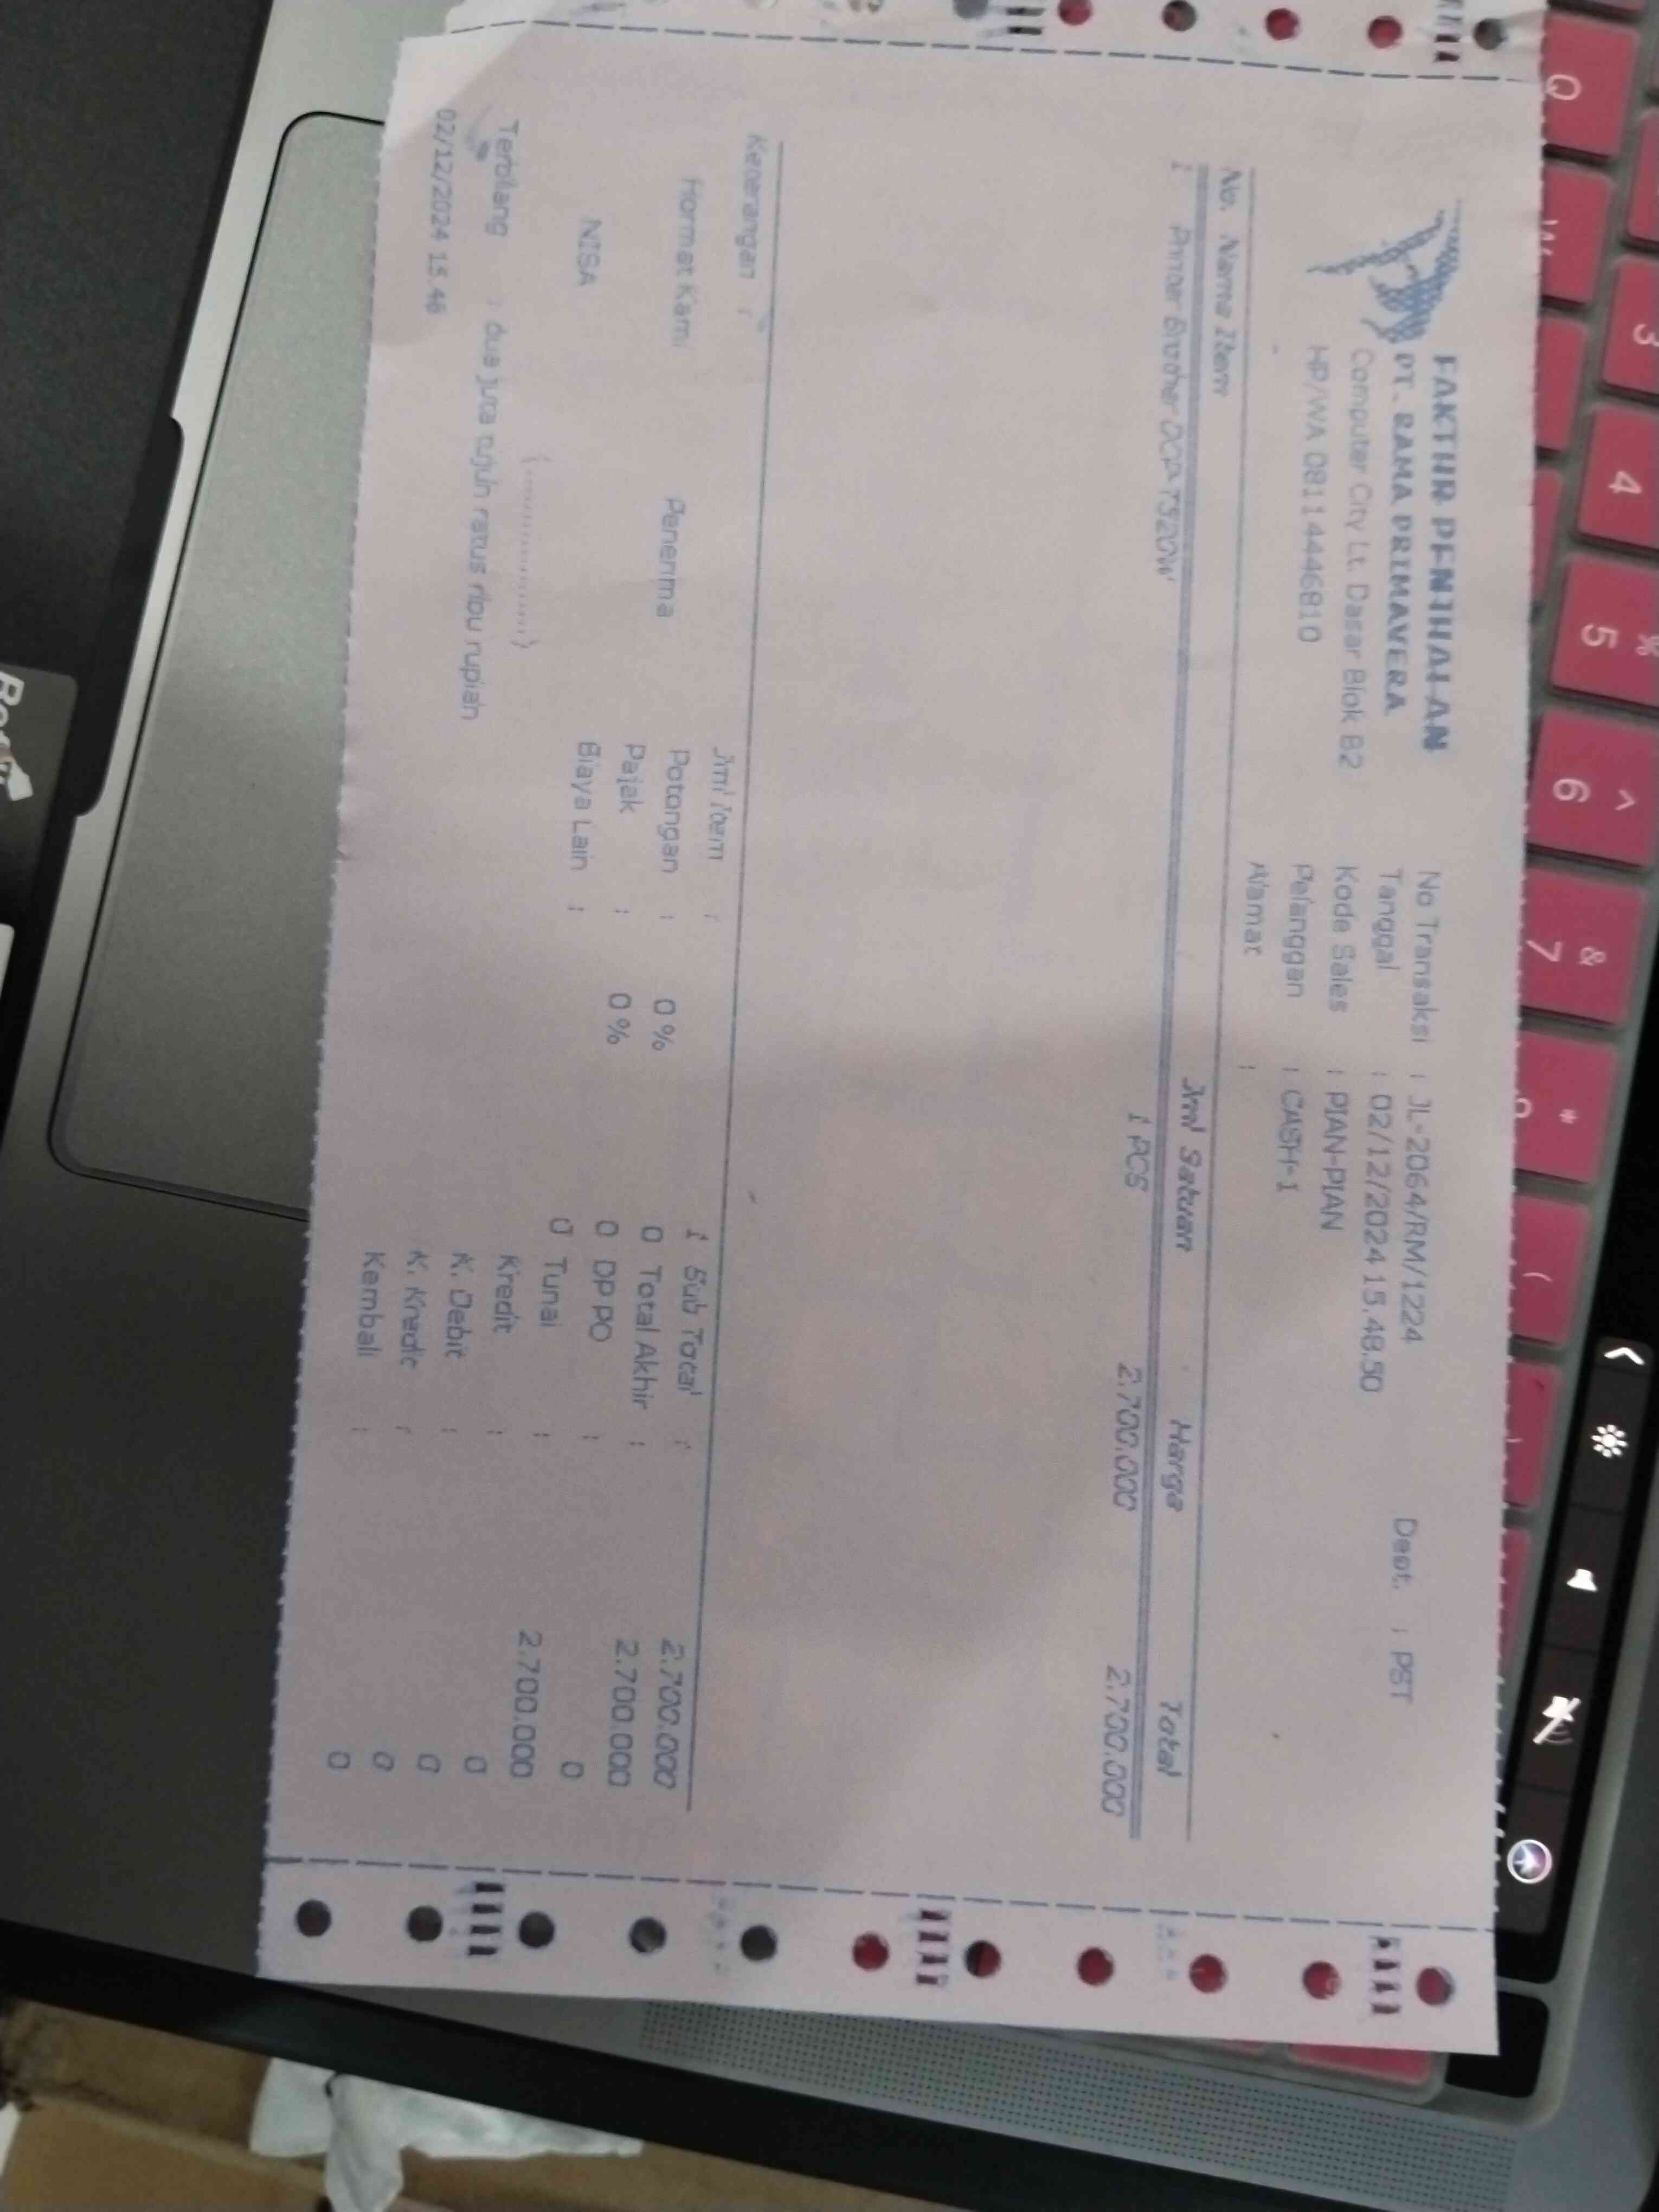 FAKTUR PENJUALAN
PT. RAMA PRIMAVERA
Computer City Lt. Dasar Blok B2
HP/WA 08114446810
No Transaksi : JL-2064/RM/1224
Tanggal : 02/12/2024 15.48.50
Kode Sales : PIAN-PIAN
Pelanggan : CASH-1
Alamat :
Dept. : PST
No. Nama Item Jml Satuan Harga Total
1 Printer Brother DCP-T520W 1 PCS 2.700.000 2.700.000
Keterangan :
Hormat Kami
Penerima
NISA
(..............)
Jml Item : 1
Potongan : 0 % 0
Pajak : 0 % 0
Biaya Lain : 0
Sub Total : 2.700.000
Total Akhir : 2.700.000
DP PO : 0
Tunai : 2.700.000
Kredit : 0
K. Debit : 0
K. Kredit : 0
Kembali : 0
Terbilang : dua juta tujuh ratus ribu rupiah
02/12/2024 15.48
Q
W
3
4
% 5
^ 6
& 7
*
(
)